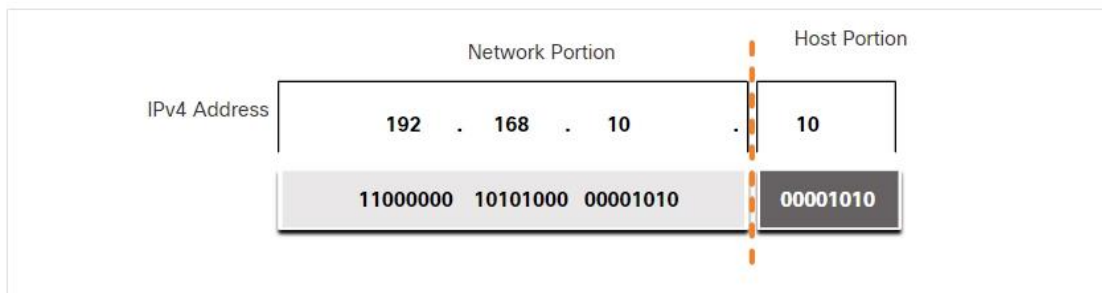 Network Portion
Host Portion
IPv4 Address
192 . 168 . 10 . 10
11000000 10101000 00001010 00001010